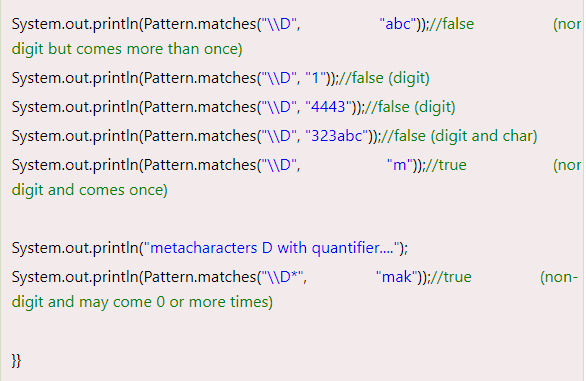 System.out.println(Pattern.matches("\\D", "abc"));//false (non
digit but comes more than once)
System.out.println(Pattern.matches("\\D", "1"));//false (digit)
System.out.println(Pattern.matches("\\D", "4443"));//false (digit)
System.out.println(Pattern.matches("\\D", "323abc"));//false (digit and char)
System.out.println(Pattern.matches("\\D", "m"));//true (non
digit and comes once)
System.out.println("metacharacters D with quantifier....");
System.out.println(Pattern.matches("\\D*", "mak"));//true (non-
digit and may come 0 or more times)
}}